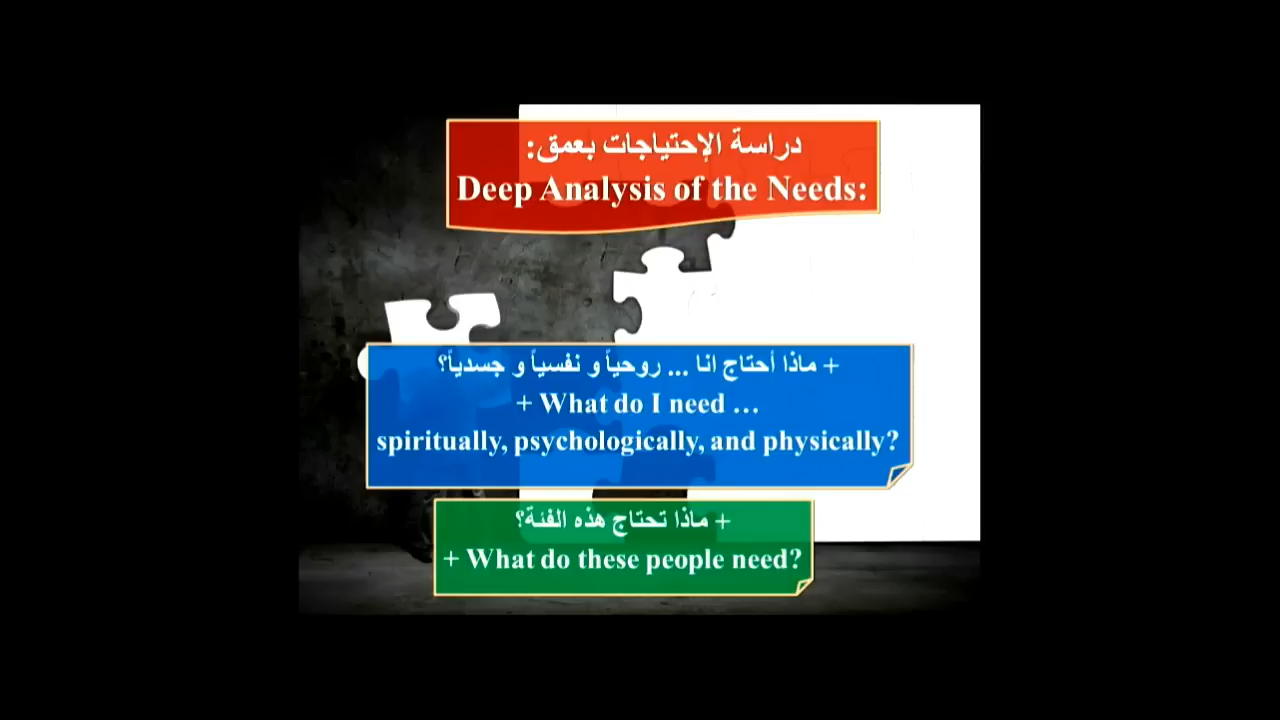 دراسة الإحتياجات بعمق:
Deep Analysis of the Needs:
+ ماذا أحتاج انا ... روحياً و نفسياً و جسدياً؟
+ What do I need ...
spiritually, psychologically, and physically?
+ ماذا تحتاج هذه الفئة؟
+ What do these people need?